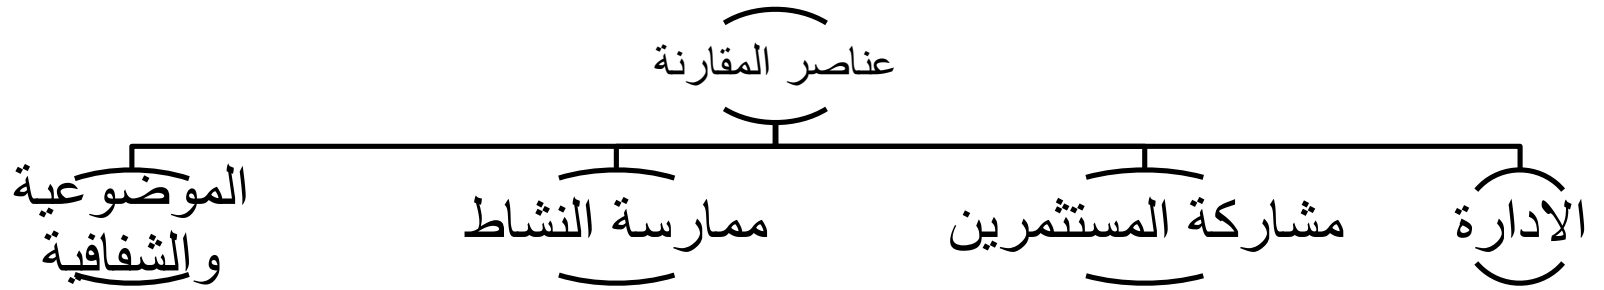 عناصر المقارنة
الادارة
مشاركة المستثمرين
ممارسة النشاط
الموضوعية
والشفافية